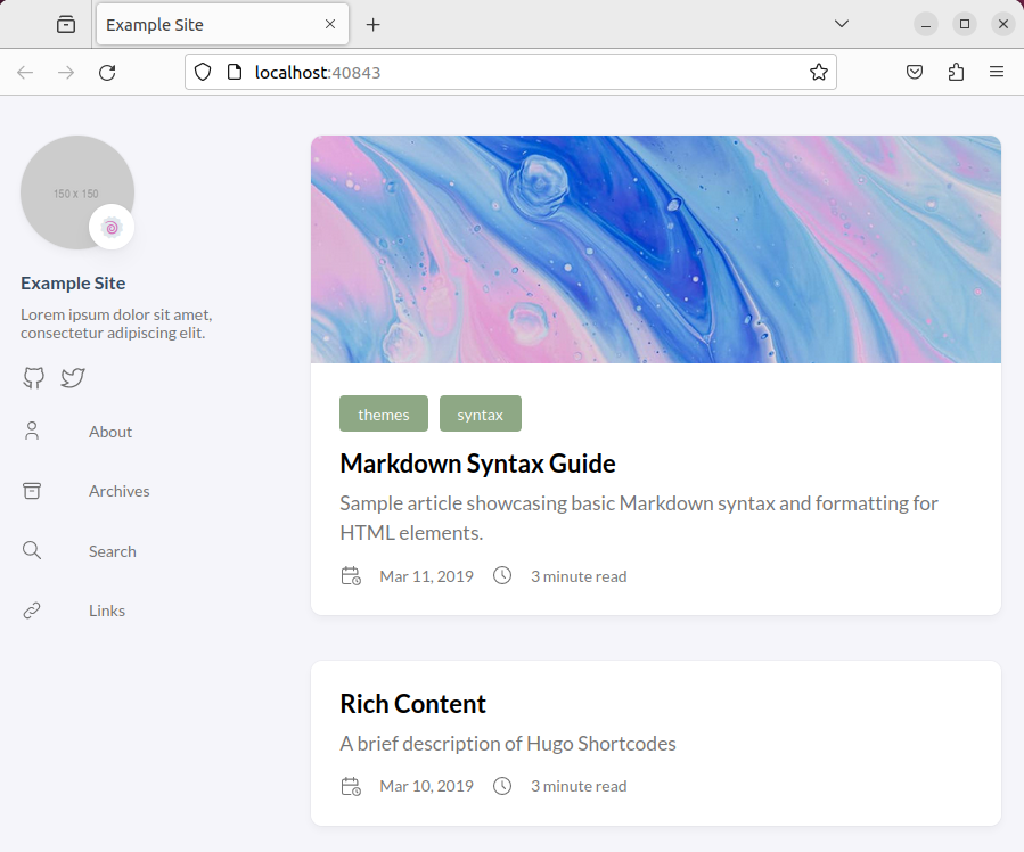 Example Site
localhost:40843
150 x 150
Example Site
Lorem ipsum dolor sit amet,
consectetur adipiscing elit.
About
Archives
Search
Links
themes
syntax
Markdown Syntax Guide
Sample article showcasing basic Markdown syntax and formatting for
HTML elements.
Mar 11, 2019
3 minute read
Rich Content
A brief description of Hugo Shortcodes
Mar 10, 2019
3 minute read